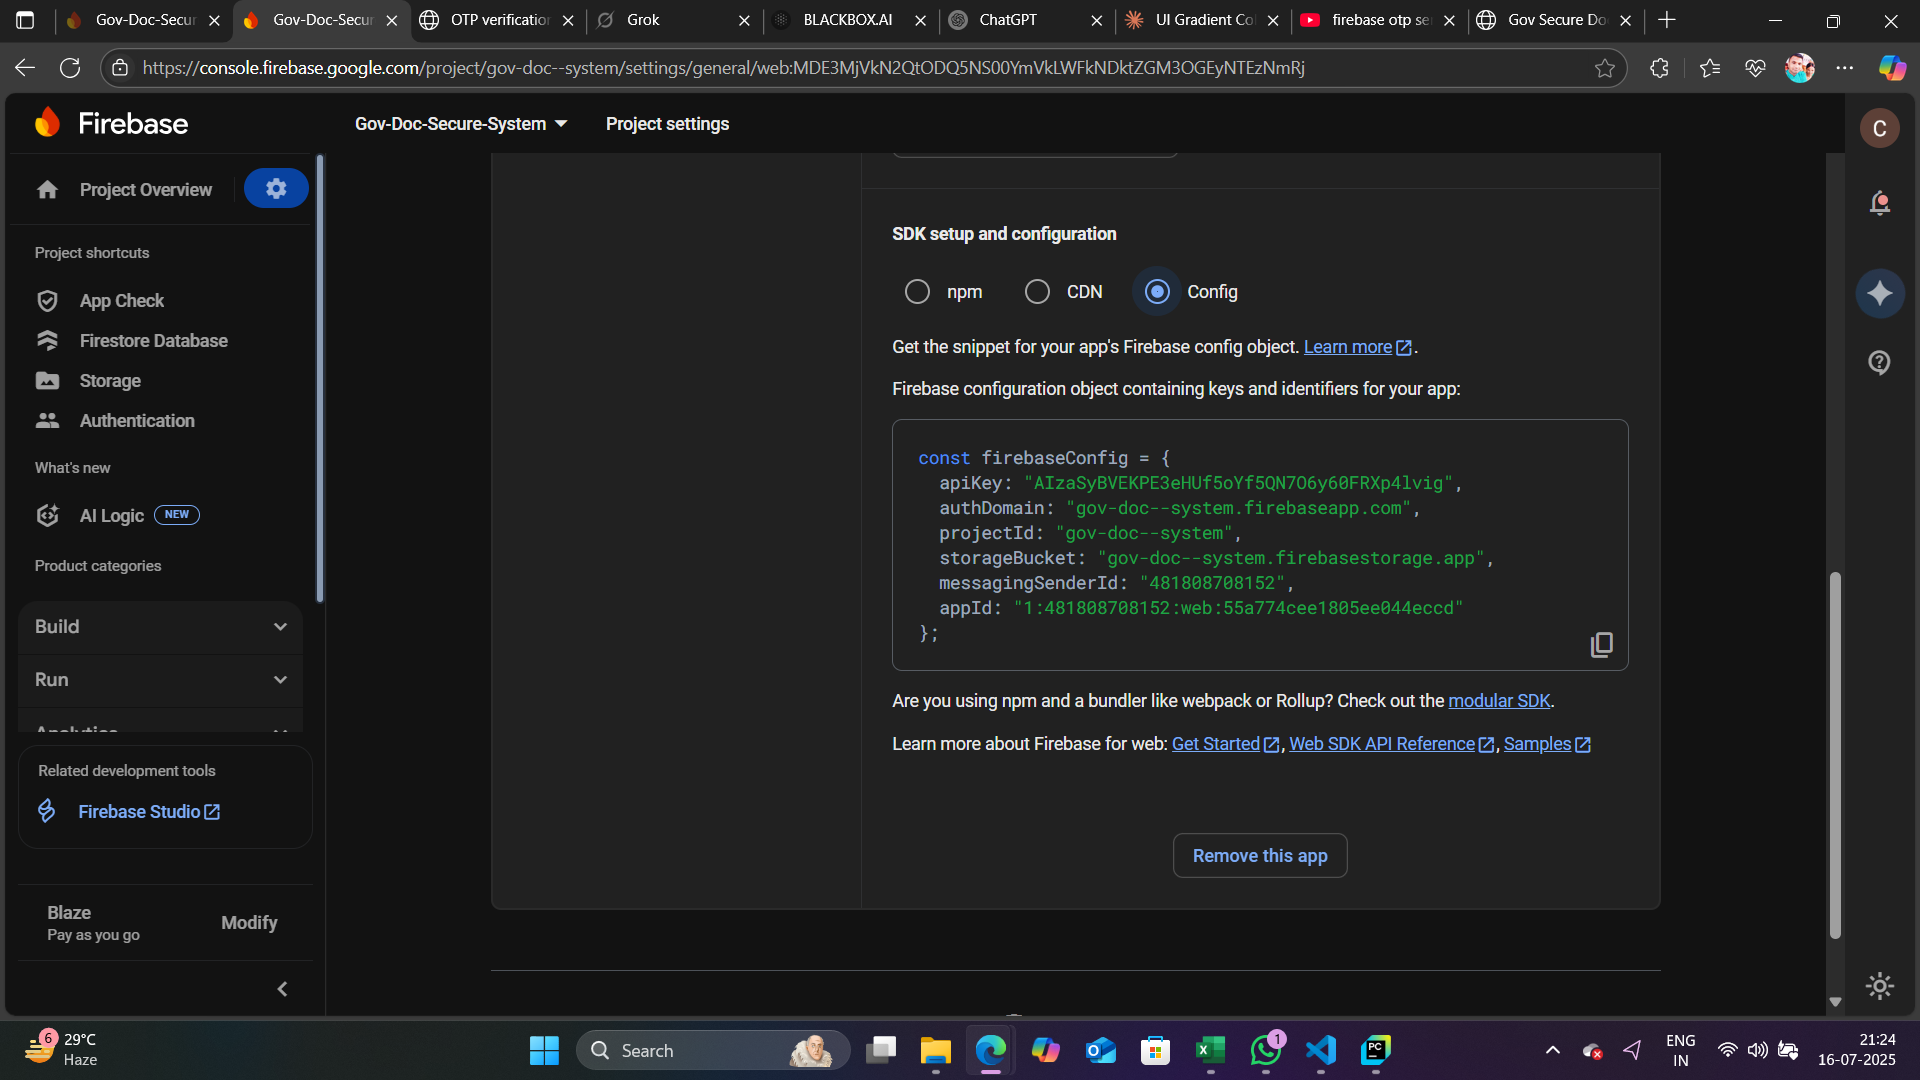 Gov-Doc-Secur
Gov-Doc-Secur
OTP verification
Grok
BLACKBOX.AI
ChatGPT
UI Gradient Co
firebase otp se
Gov Secure Do
https://console.firebase.google.com/project/gov-doc--system/settings/general/web:MDE3MjVkN2QtODQ5NS00YmVkLWFkNDktZGM3OGEyNTEzNmRj
Firebase
Gov-Doc-Secure-System
Project settings
C
Project Overview
Project shortcuts
App Check
Firestore Database
Storage
Authentication
What's new
AI Logic NEW
Product categories
Build
Run
Analytics
Related development tools
Firebase Studio
Blaze
Pay as you go
Modify
SDK setup and configuration
npm
CDN
Config
Get the snippet for your app's Firebase config object. Learn more.
Firebase configuration object containing keys and identifiers for your app:
const firebaseConfig = {
apiKey: "AIzaSyBVEKPE3eHUf5oYf5QN7O6y60FRXp4lvig",
authDomain: "gov-doc--system.firebaseapp.com",
projectId: "gov-doc--system",
storageBucket: "gov-doc--system.firebasestorage.app",
messagingSenderId: "481808708152",
appId: "1:481808708152:web:55a774cee1805ee044eccd"
};
Are you using npm and a bundler like webpack or Rollup? Check out the modular SDK.
Learn more about Firebase for web: Get Started, Web SDK API Reference, Samples
Remove this app
6
29°C
Haze
Search
1
PC
ENG
IN
21:24
16-07-2025